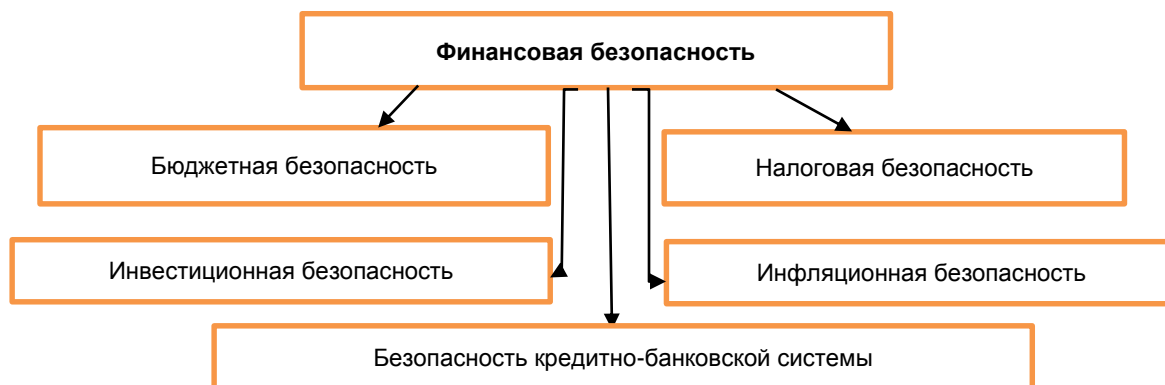 Финансовая безопасность
Бюджетная безопасность
Налоговая безопасность
Инвестиционная безопасность
Инфляционная безопасность
Безопасность кредитно-банковской системы